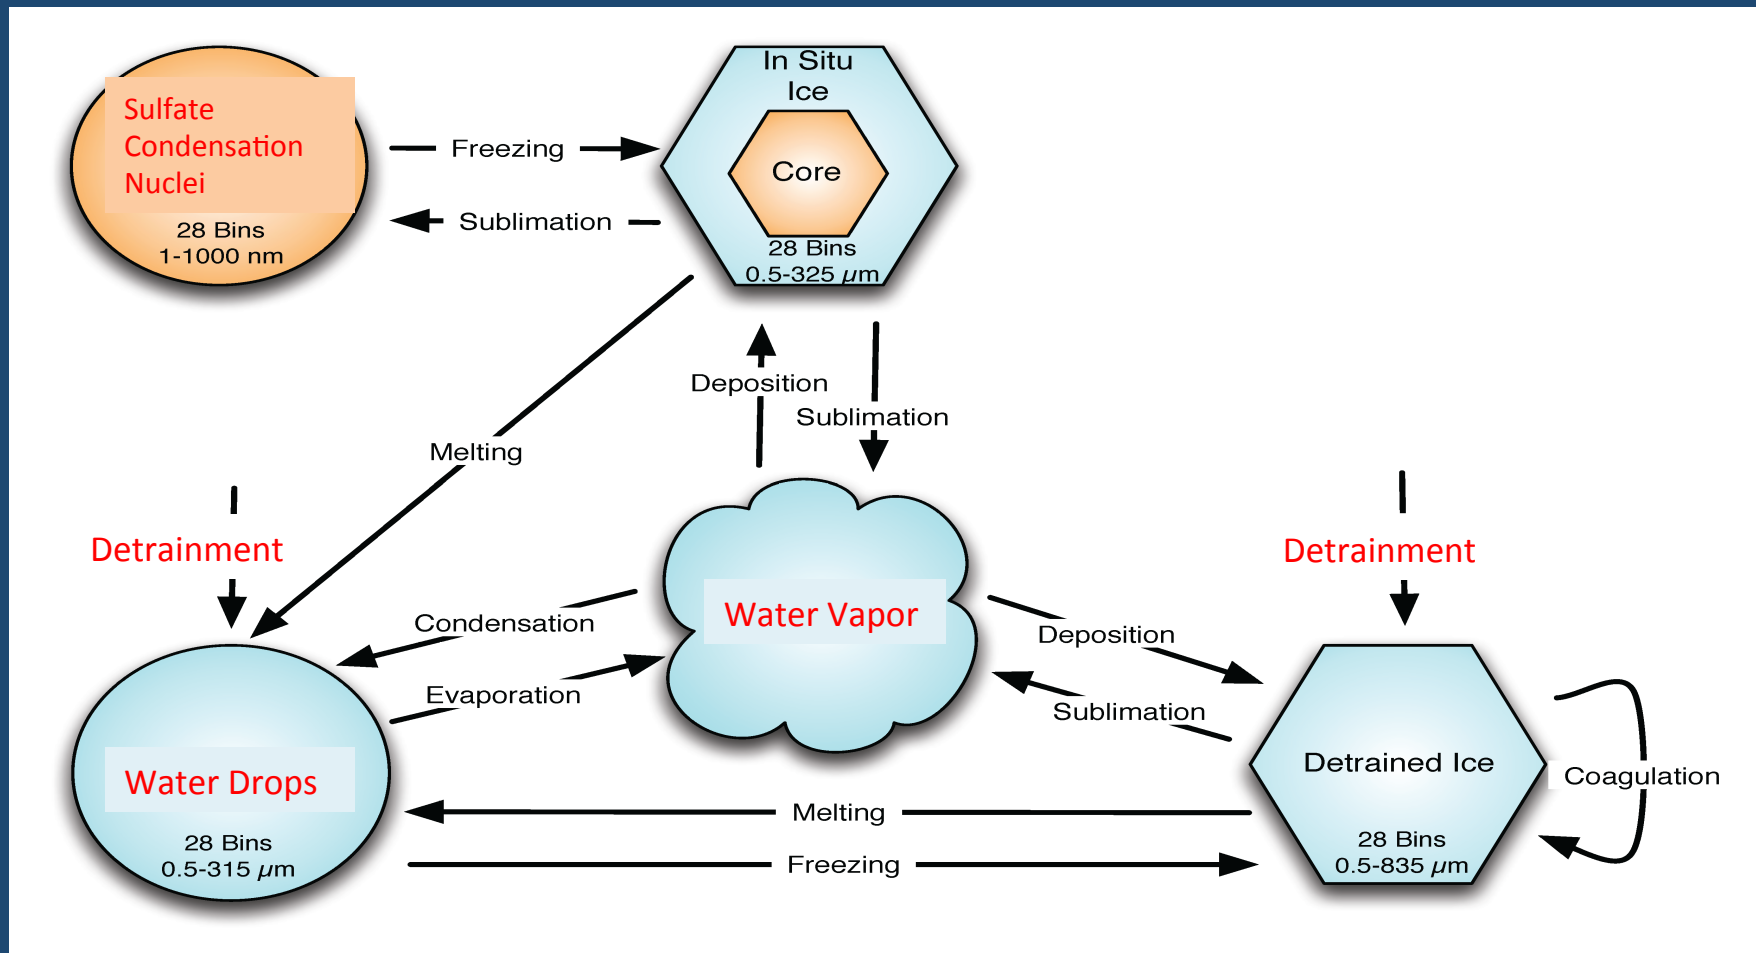 Sulfate
Condensation
Nuclei
28 Bins
1-1000 nm
Freezing
Sublimation
In Situ
Ice
Core
28 Bins
0.5-325 µm
Deposition
Sublimation
Melting
Detrainment
Detrainment
Condensation
Evaporation
Water Vapor
Deposition
Sublimation
Water Drops
28 Bins
0.5-315 µm
Melting
Freezing
Detrained Ice
28 Bins
0.5-835 µm
Coagulation